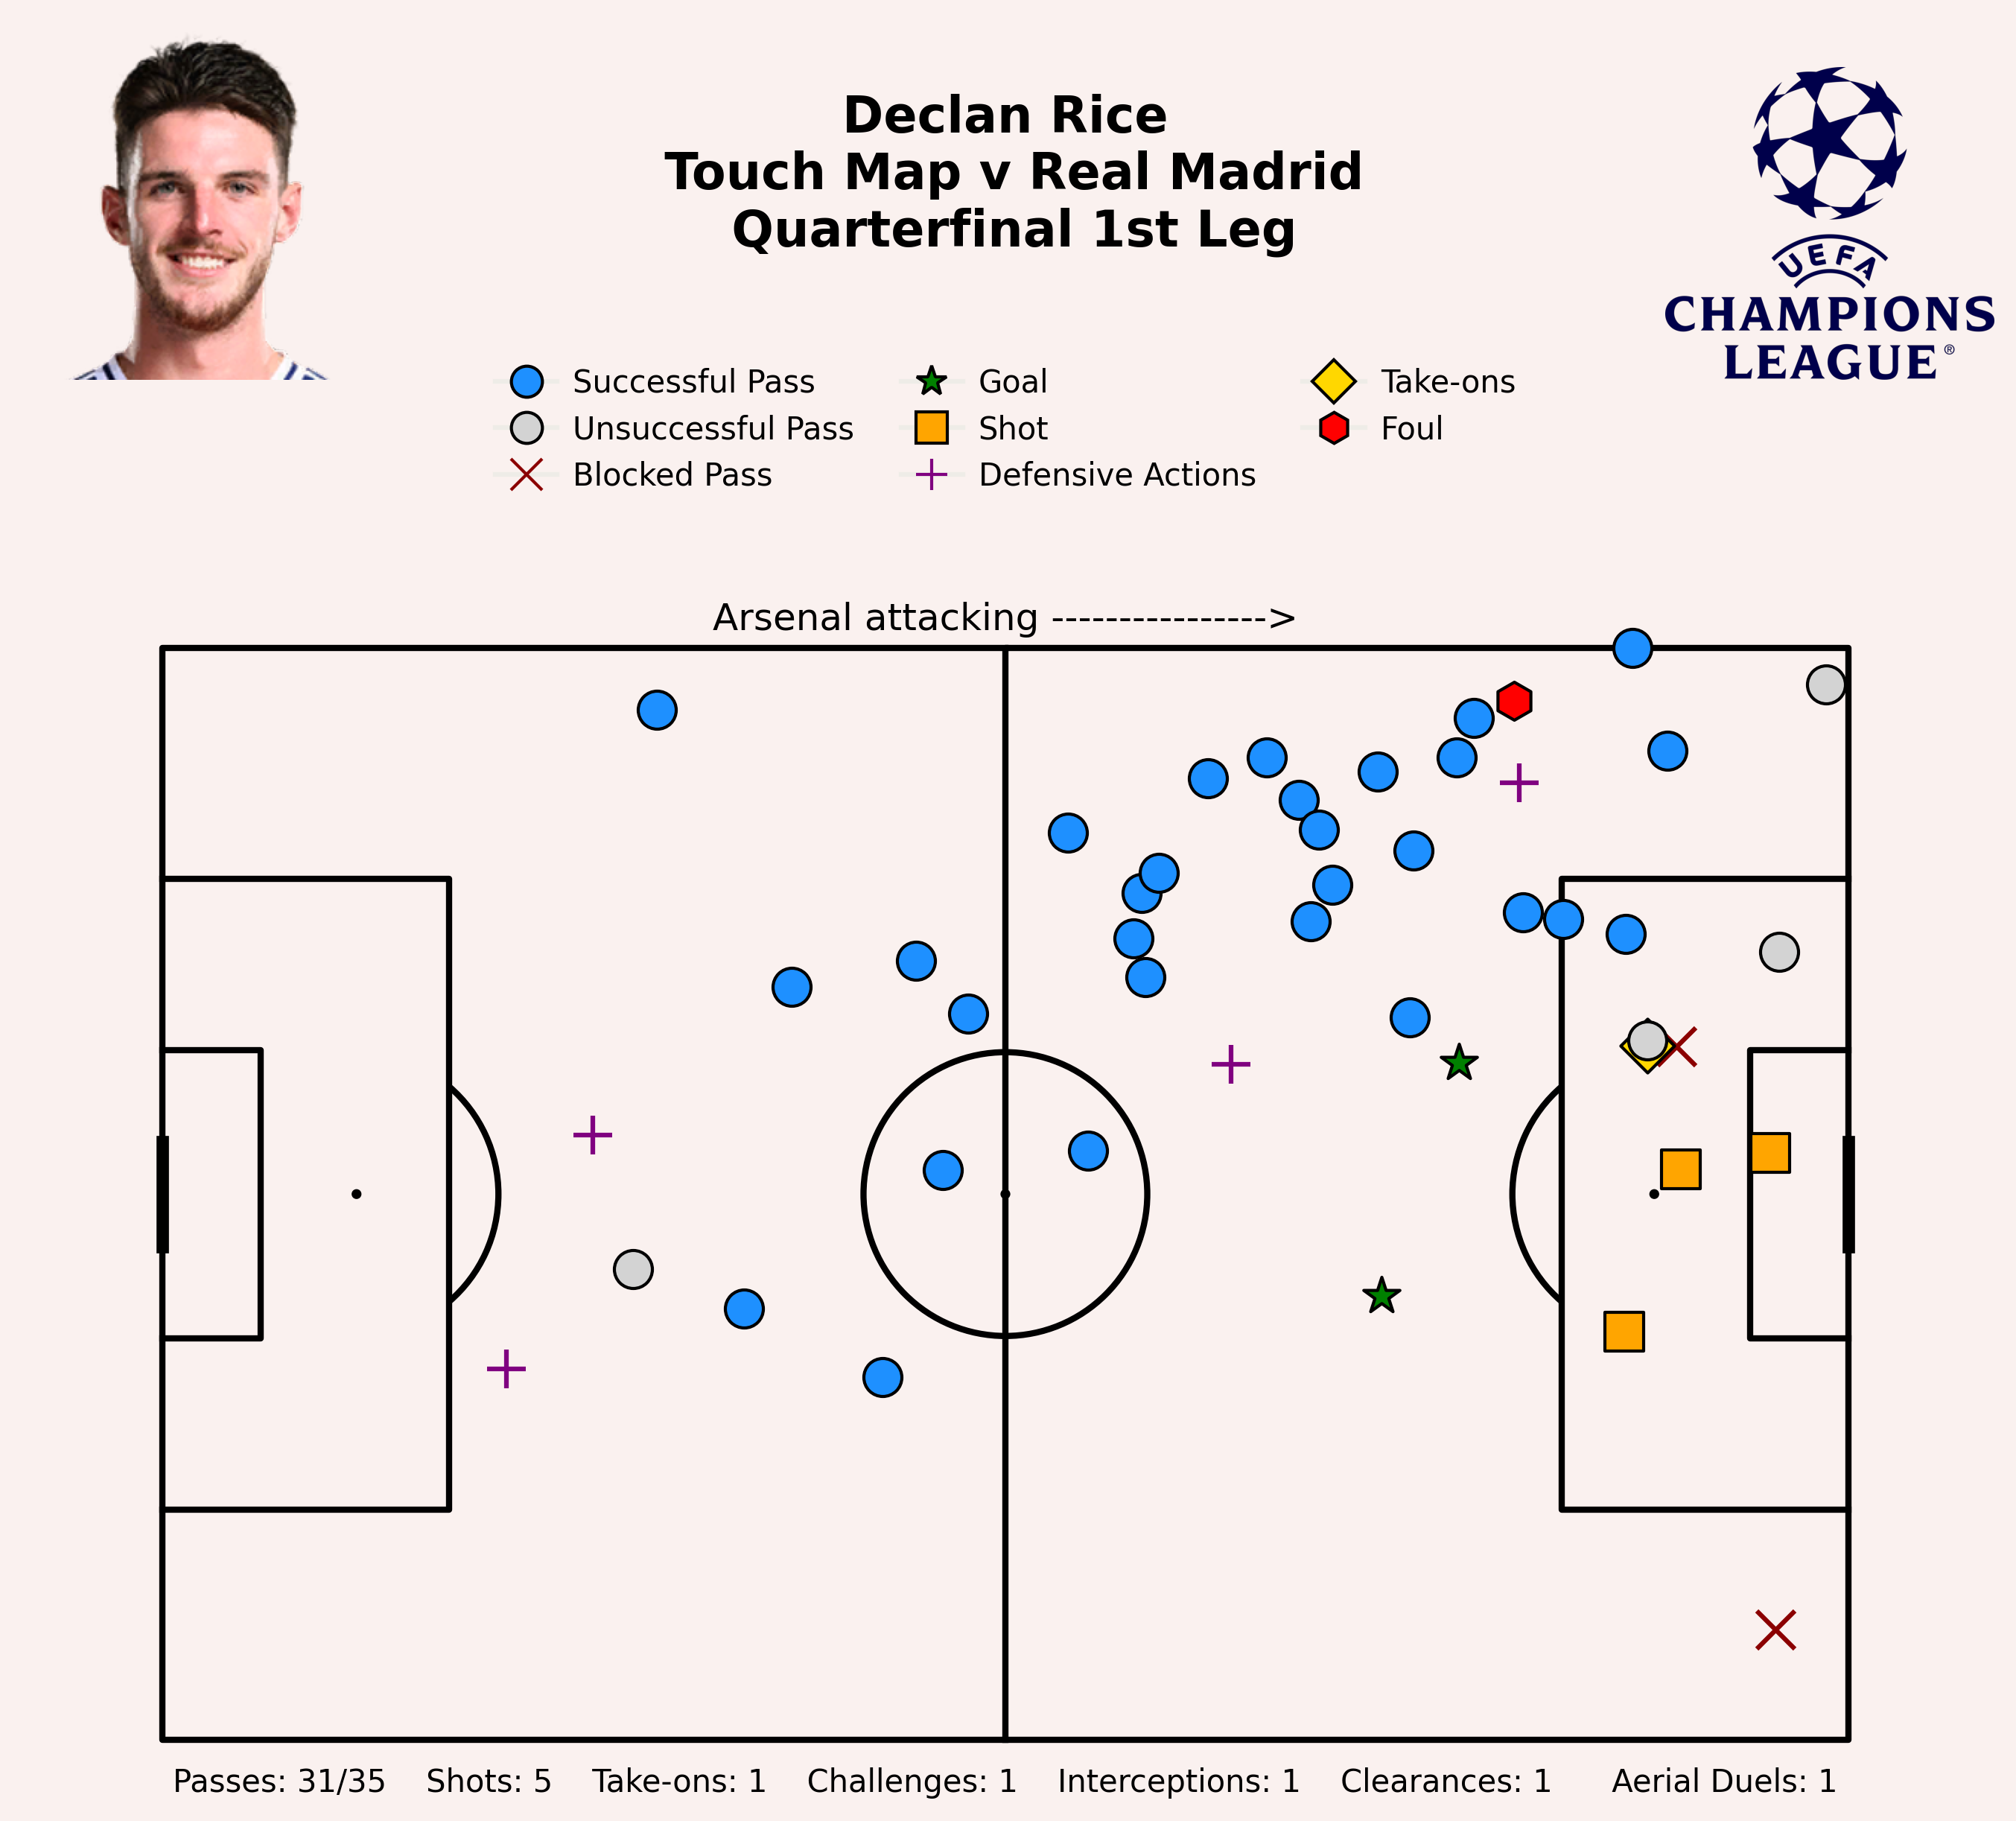 Declan Rice
Touch Map v Real Madrid
Quarterfinal 1st Leg
UEFA
CHAMPIONS
LEAGUE®
Successful Pass
Unsuccessful Pass
Blocked Pass
Goal
Shot
Defensive Actions
Take-ons
Foul
Arsenal attacking ---------------->
Passes: 31/35 Shots: 5 Take-ons: 1 Challenges: 1 Interceptions: 1 Clearances: 1 Aerial Duels: 1